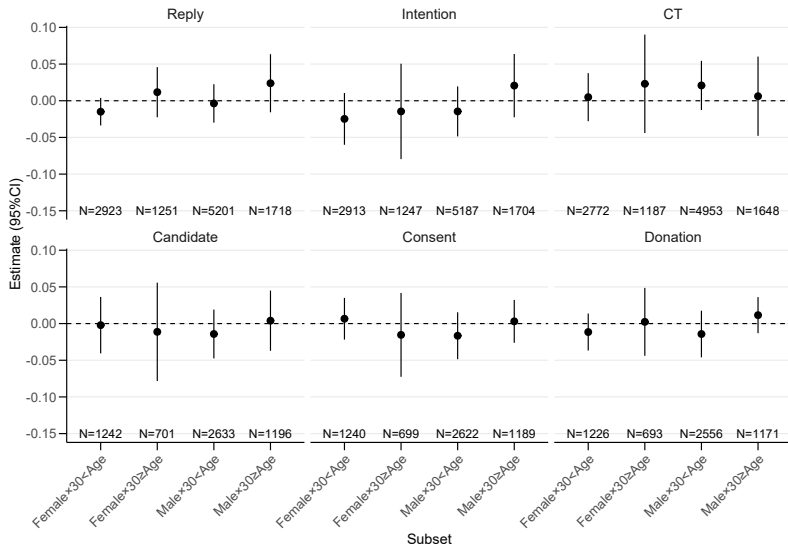 Reply Intention CT
0.10
0.05
0.00
-0.05
-0.10
-0.15
N=2923 N=1251 N=5201 N=1718 N=2913 N=1247 N=5187 N=1704 N=2772 N=1187 N=4953 N=1648
Estimate (95%CI)
Candidate Consent Donation
0.10
0.05
0.00
-0.05
-0.10
-0.15
N=1242 N=701 N=2633 N=1196 N=1240 N=699 N=2622 N=1189 N=1226 N=693 N=2556 N=1171
Female×30<Age Female×30≥Age Male×30<Age Male×30≥Age Female×30<Age Female×30≥Age Male×30<Age Male×30≥Age Female×30<Age Female×30≥Age Male×30<Age Male×30≥Age
Subset